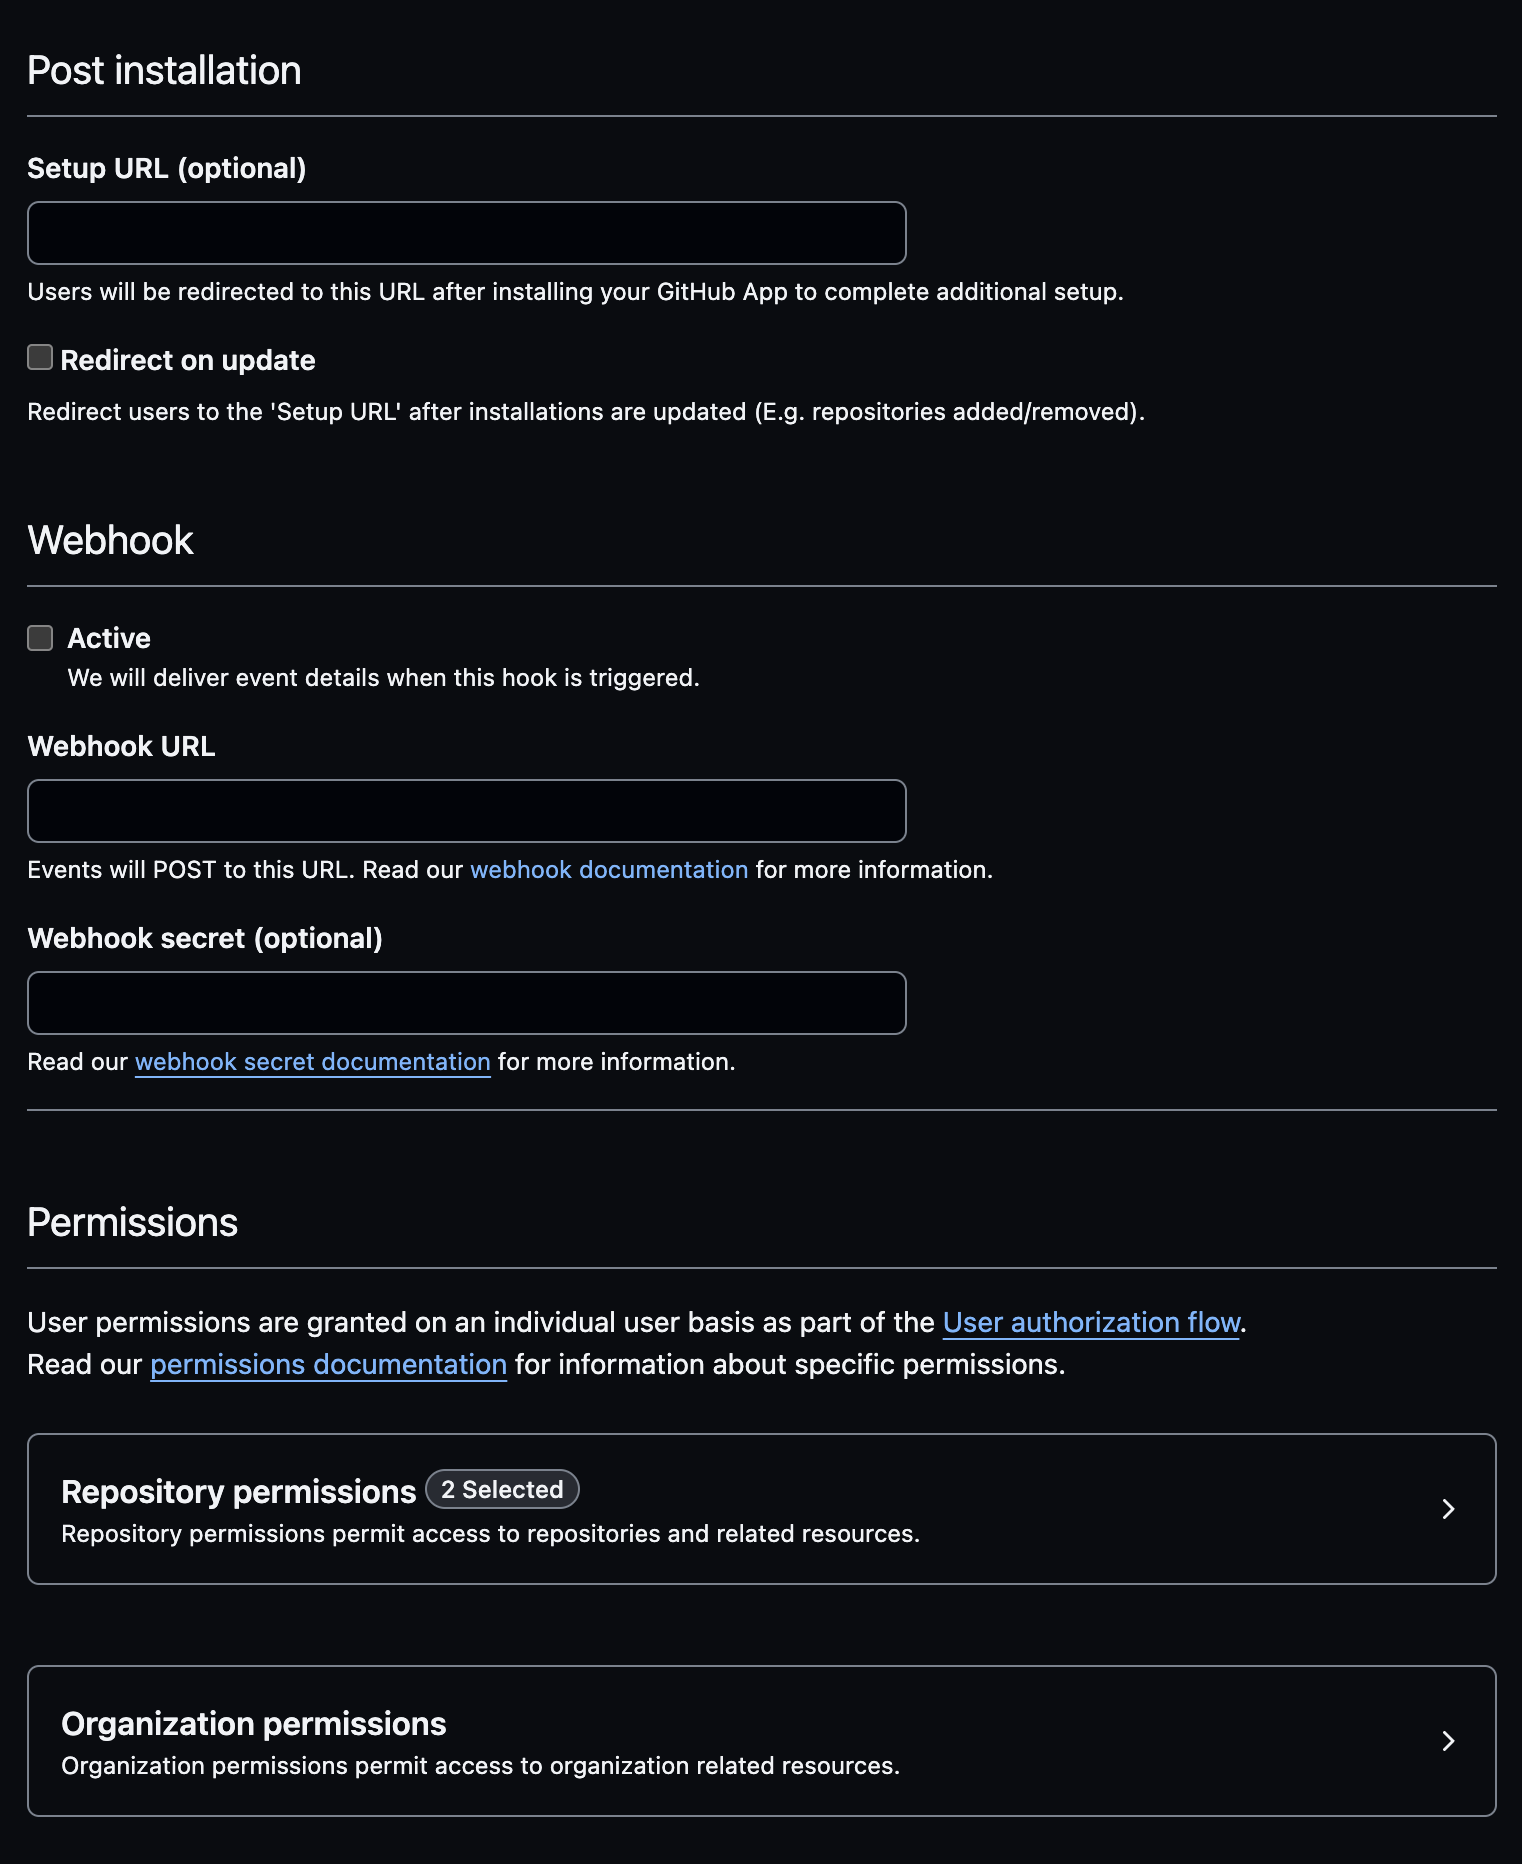 Post installation
Setup URL (optional)
Users will be redirected to this URL after installing your GitHub App to complete additional setup.
Redirect on update
Redirect users to the 'Setup URL' after installations are updated (E.g. repositories added/removed).
Webhook
Active
We will deliver event details when this hook is triggered.
Webhook URL
Events will POST to this URL. Read our webhook documentation for more information.
Webhook secret (optional)
Read our webhook secret documentation for more information.
Permissions
User permissions are granted on an individual user basis as part of the User authorization flow.
Read our permissions documentation for information about specific permissions.
Repository permissions 2 Selected
Repository permissions permit access to repositories and related resources.
Organization permissions
Organization permissions permit access to organization related resources.